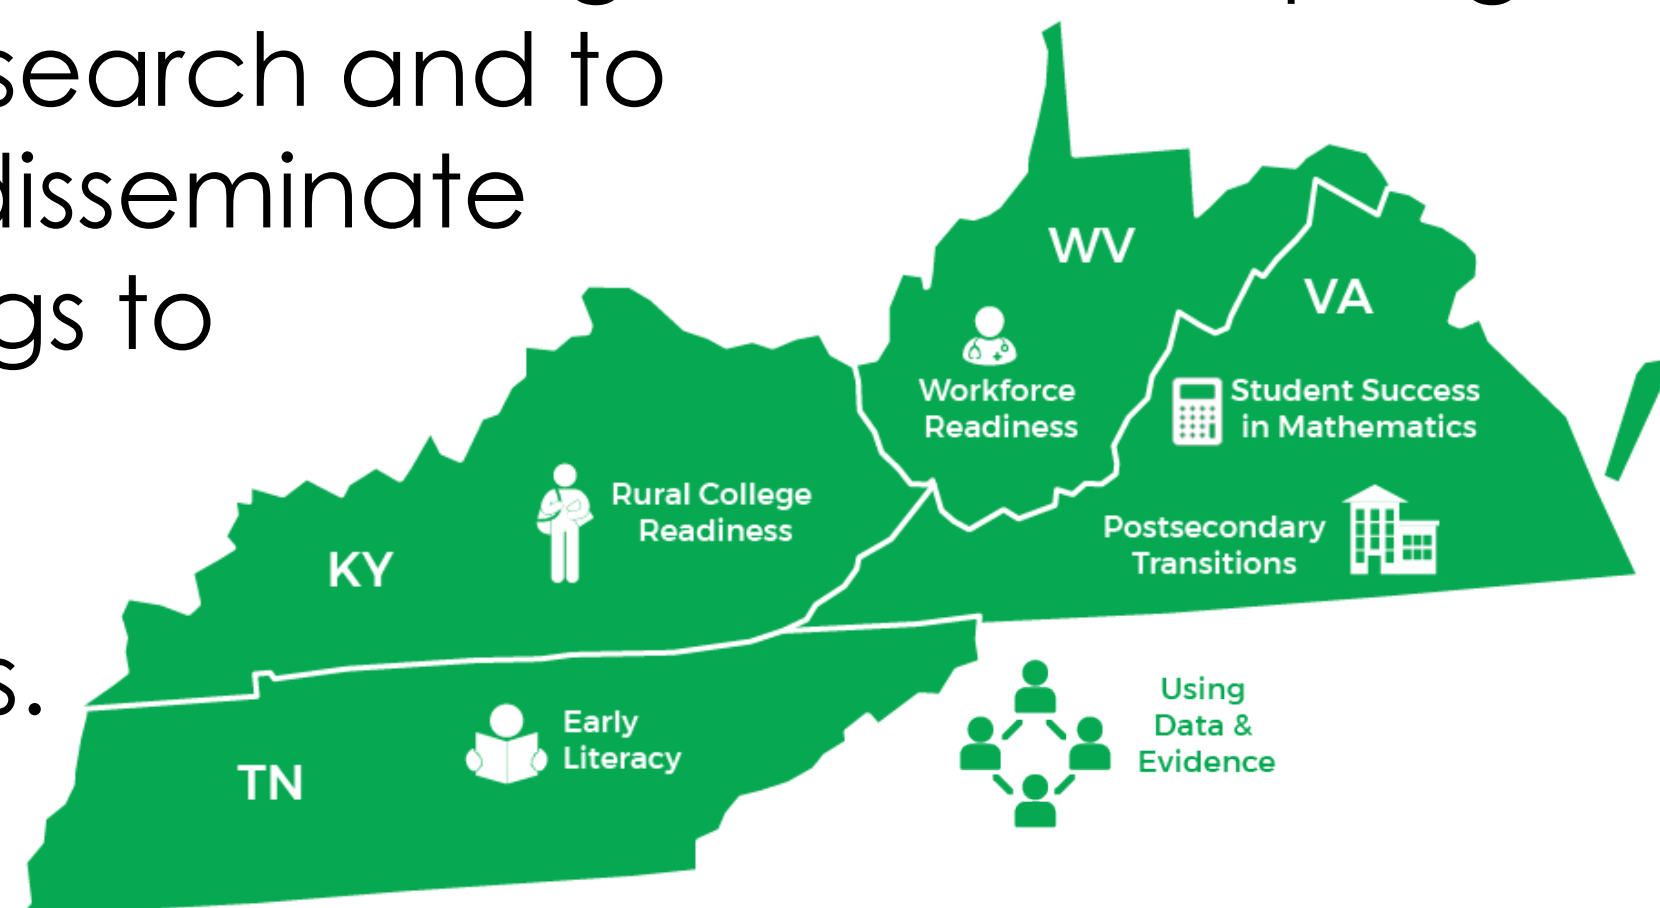 search and to
disseminate
gs to
s.
WV
VA
Workforce
Readiness
Student Success
in Mathematics
Rural College
Readiness
Postsecondary
Transitions
KY
Early
Literacy
TN
Using
Data &
Evidence